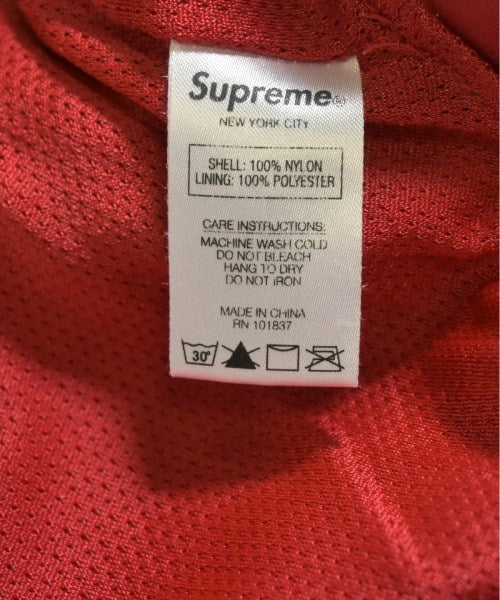 Supreme®
NEW YORK CITY
SHELL: 100% NYLON
LINING: 100% POLYESTER
CARE INSTRUCTIONS:
MACHINE WASH COLD
DO NOT BLEACH
HANG TO DRY
DO NOT IRON
MADE IN CHINA
RN 101837
30°